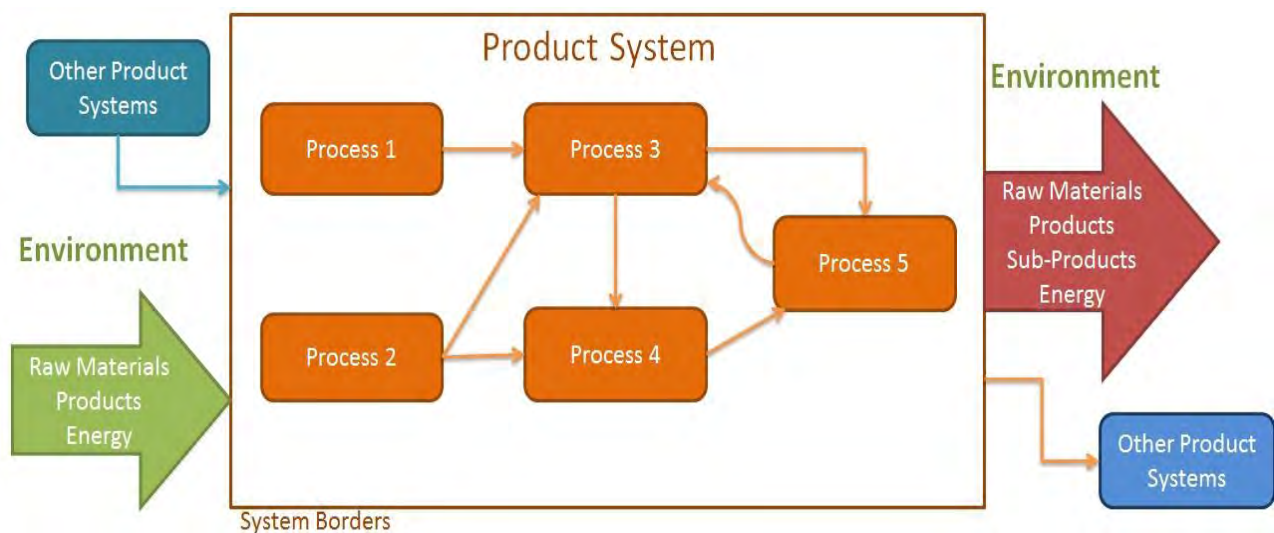 Product System
Other Product
Systems
Environment
Process 1
Process 3
Process 5
Process 2
Process 4
Environment
Raw Materials
Products
Energy
Raw Materials
Products
Sub-Products
Energy
Other Product
Systems
System Borders